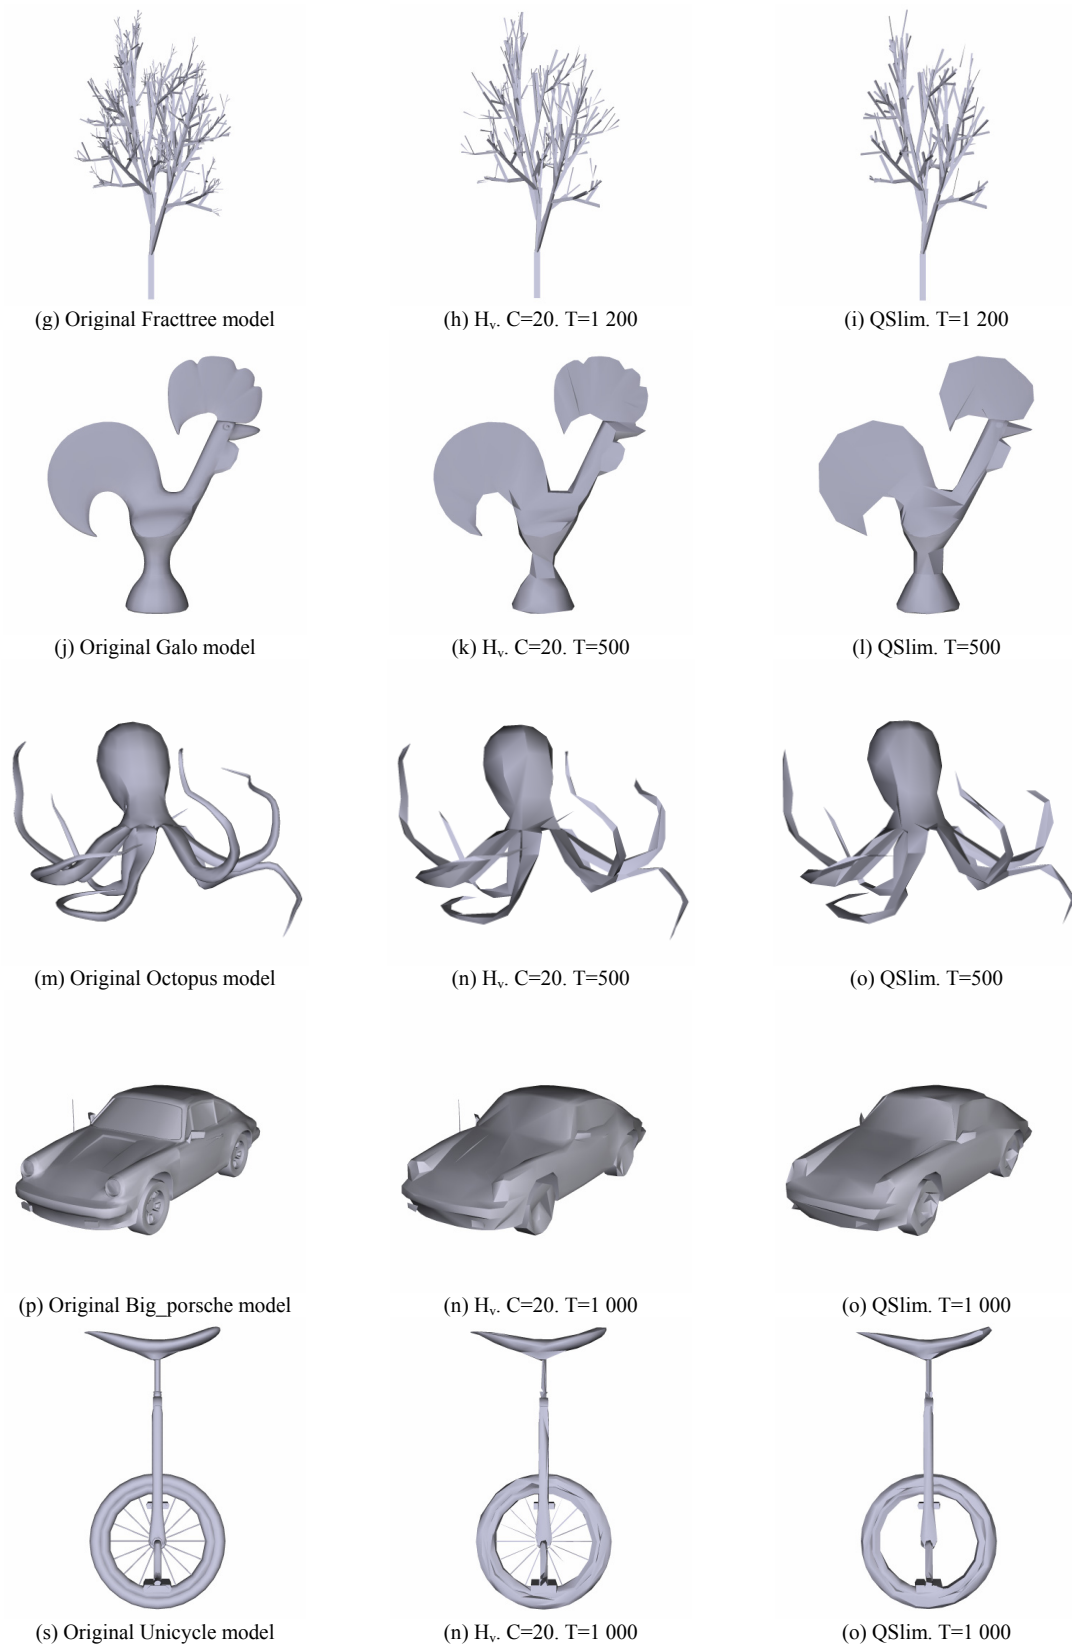 (g) Original Fracttree model
(h) Hᵥ. C=20. T=1 200
(i) QSlim. T=1 200
(j) Original Galo model
(k) Hᵥ. C=20. T=500
(l) QSlim. T=500
(m) Original Octopus model
(n) Hᵥ. C=20. T=500
(o) QSlim. T=500
(p) Original Big_porsche model
(n) Hᵥ. C=20. T=1 000
(o) QSlim. T=1 000
(s) Original Unicycle model
(n) Hᵥ. C=20. T=1 000
(o) QSlim. T=1 000